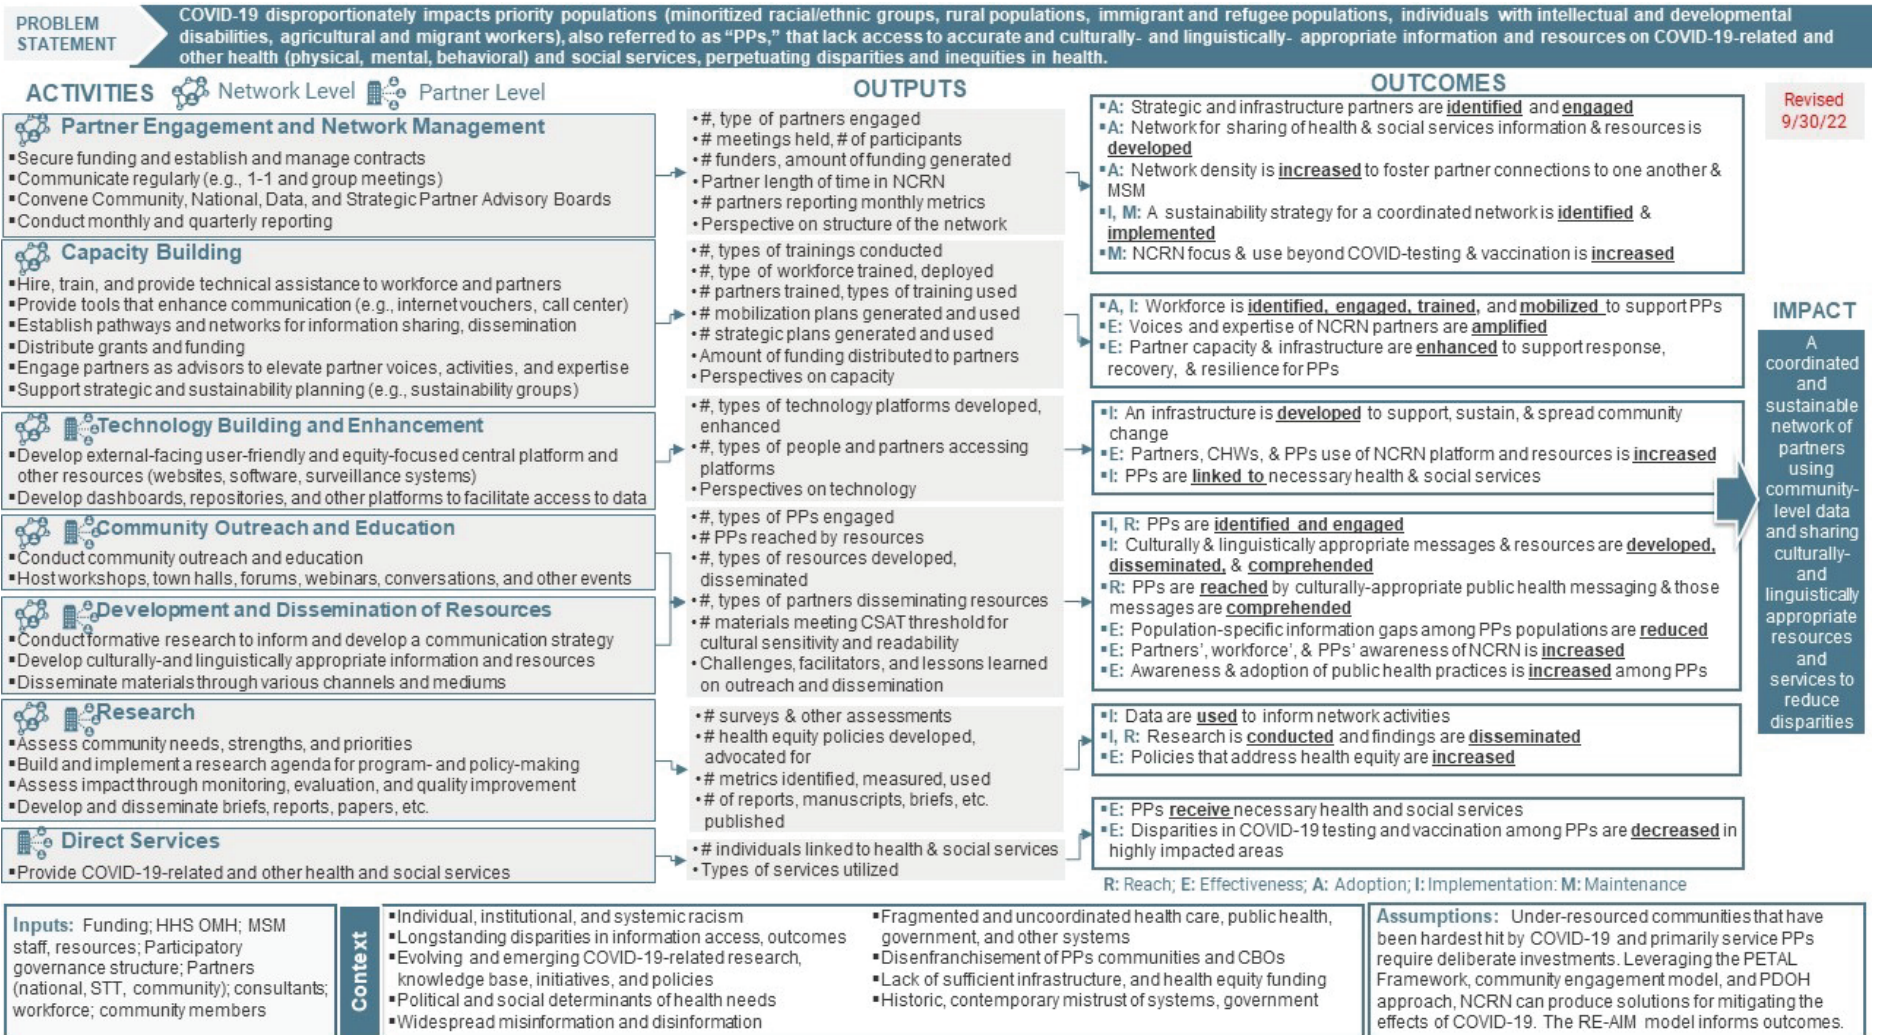 PROBLEM
STATEMENT
COVID-19 disproportionately impacts priority populations (minoritized racial/ethnic groups, rural populations, immigrant and refugee populations, individuals with intellectual and developmental
disabilities, agricultural and migrant workers), also referred to as “PPs,” that lack access to accurate and culturally- and linguistically- appropriate information and resources on COVID-19-related and
other health (physical, mental, behavioral) and social services, perpetuating disparities and inequities in health.
ACTIVITIES Network Level Partner Level
Partner Engagement and Network Management
▪Secure funding and establish and manage contracts
▪Communicate regularly (e.g., 1-1 and group meetings)
▪Convene Community, National, Data, and Strategic Partner Advisory Boards
▪Conduct monthly and quarterly reporting
Capacity Building
▪Hire, train, and provide technical assistance to workforce and partners
▪Provide tools that enhance communication (e.g., internet vouchers, call center)
▪Establish pathways and networks for information sharing, dissemination
▪Distribute grants and funding
▪Engage partners as advisors to elevate partner voices, activities, and expertise
▪Support strategic and sustainability planning (e.g., sustainability groups)
Technology Building and Enhancement
▪Develop external-facing user-friendly and equity-focused central platform and
other resources (websites, software, surveillance systems)
▪Develop dashboards, repositories, and other platforms to facilitate access to data
Community Outreach and Education
▪Conduct community outreach and education
▪Host workshops, town halls, forums, webinars, conversations, and other events
Development and Dissemination of Resources
▪Conduct formative research to inform and develop a communication strategy
▪Develop culturally-and linguistically appropriate information and resources
▪Disseminate materials through various channels and mediums
Research
▪Assess community needs, strengths, and priorities
▪Build and implement a research agenda for program- and policy-making
▪Assess impact through monitoring, evaluation, and quality improvement
▪Develop and disseminate briefs, reports, papers, etc.
Direct Services
▪Provide COVID-19-related and other health and social services
OUTPUTS
•#, type of partners engaged
•# meetings held, # of participants
•# funders, amount of funding generated
•Partner length of time in NCRN
•# partners reporting monthly metrics
•Perspective on structure of the network
•#, types of trainings conducted
•#, type of workforce trained, deployed
•# partners trained, types of training used
•# mobilization plans generated and used
•# strategic plans generated and used
•Amount of funding distributed to partners
•Perspectives on capacity
•#, types of technology platforms developed,
enhanced
•#, types of people and partners accessing
platforms
•Perspectives on technology
•#, types of PPs engaged
•# PPs reached by resources
•#, types of resources developed,
disseminated
•#, types of partners disseminating resources
•# materials meeting CSAT threshold for
cultural sensitivity and readability
•Challenges, facilitators, and lessons learned
on outreach and dissemination
•# surveys & other assessments
•# health equity policies developed,
advocated for
•# metrics identified, measured, used
•# of reports, manuscripts, briefs, etc.
published
•# individuals linked to health & social services
•Types of services utilized
OUTCOMES
▪A: Strategic and infrastructure partners are identified and engaged
▪A: Network for sharing of health & social services information & resources is
developed
▪A: Network density is increased to foster partner connections to one another &
MSM
▪I, M: A sustainability strategy for a coordinated network is identified &
implemented
▪M: NCRN focus & use beyond COVID-testing & vaccination is increased
▪A, I: Workforce is identified, engaged, trained, and mobilized to support PPs
▪E: Voices and expertise of NCRN partners are amplified
▪E: Partner capacity & infrastructure are enhanced to support response,
recovery, & resilience for PPs
▪I: An infrastructure is developed to support, sustain, & spread community
change
▪E: Partners, CHWs, & PPs use of NCRN platform and resources is increased
▪I: PPs are linked to necessary health & social services
▪I, R: PPs are identified and engaged
▪I: Culturally & linguistically appropriate messages & resources are developed,
disseminated, & comprehended
▪R: PPs are reached by culturally-appropriate public health messaging & those
messages are comprehended
▪E: Population-specific information gaps among PPs populations are reduced
▪E: Partners’, workforce’, & PPs’ awareness of NCRN is increased
▪E: Awareness & adoption of public health practices is increased among PPs
▪I: Data are used to inform network activities
▪I, R: Research is conducted and findings are disseminated
▪E: Policies that address health equity are increased
▪E: PPs receive necessary health and social services
▪E: Disparities in COVID-19 testing and vaccination among PPs are decreased in
highly impacted areas
R: Reach; E: Effectiveness; A: Adoption; I: Implementation: M: Maintenance
Revised
9/30/22
IMPACT
A
coordinated
and
sustainable
network of
partners
using
community-
level data
and sharing
culturally-
and
linguistically
appropriate
resources
and
services to
reduce
disparities
Inputs: Funding; HHS OMH; MSM
staff, resources; Participatory
governance structure; Partners
(national, STT, community); consultants;
workforce; community members
Context
▪Individual, institutional, and systemic racism
▪Longstanding disparities in information access, outcomes
▪Evolving and emerging COVID-19-related research,
knowledge base, initiatives, and policies
▪Political and social determinants of health needs
▪Widespread misinformation and disinformation
▪Fragmented and uncoordinated health care, public health,
government, and other systems
▪Disenfranchisement of PPs communities and CBOs
▪Lack of sufficient infrastructure, and health equity funding
▪Historic, contemporary mistrust of systems, government
Assumptions: Under-resourced communities that have
been hardest hit by COVID-19 and primarily service PPs
require deliberate investments. Leveraging the PETAL
Framework, community engagement model, and PDOH
approach, NCRN can produce solutions for mitigating the
effects of COVID-19. The RE-AIM model informs outcomes.